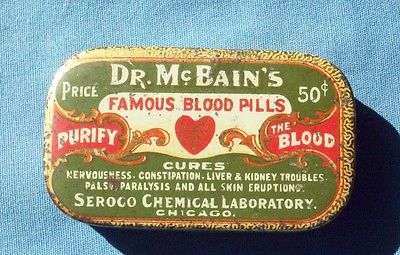 DR. MCBAIN'S
PRICE 50¢
FAMOUS BLOOD PILLS
PURIFY THE BLOOD
CURES
NERVOUSNESS. CONSTIPATION. LIVER & KIDNEY TROUBLES.
PALSY, PARALYSIS AND ALL SKIN ERUPTIONS.
SEROCO CHEMICAL LABORATORY.
CHICAGO.